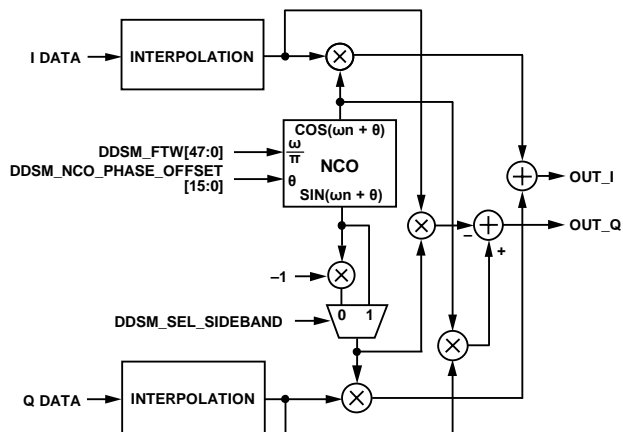 I DATA
INTERPOLATION
COS(ωn + θ)
DDSM_FTW[47:0]
ω
π
NCO
DDSM_NCO_PHASE_OFFSET
[15:0]
θ
SIN(ωn + θ)
OUT_I
–
+
OUT_Q
+
–1
0 1
DDSM_SEL_SIDEBAND
Q DATA
INTERPOLATION